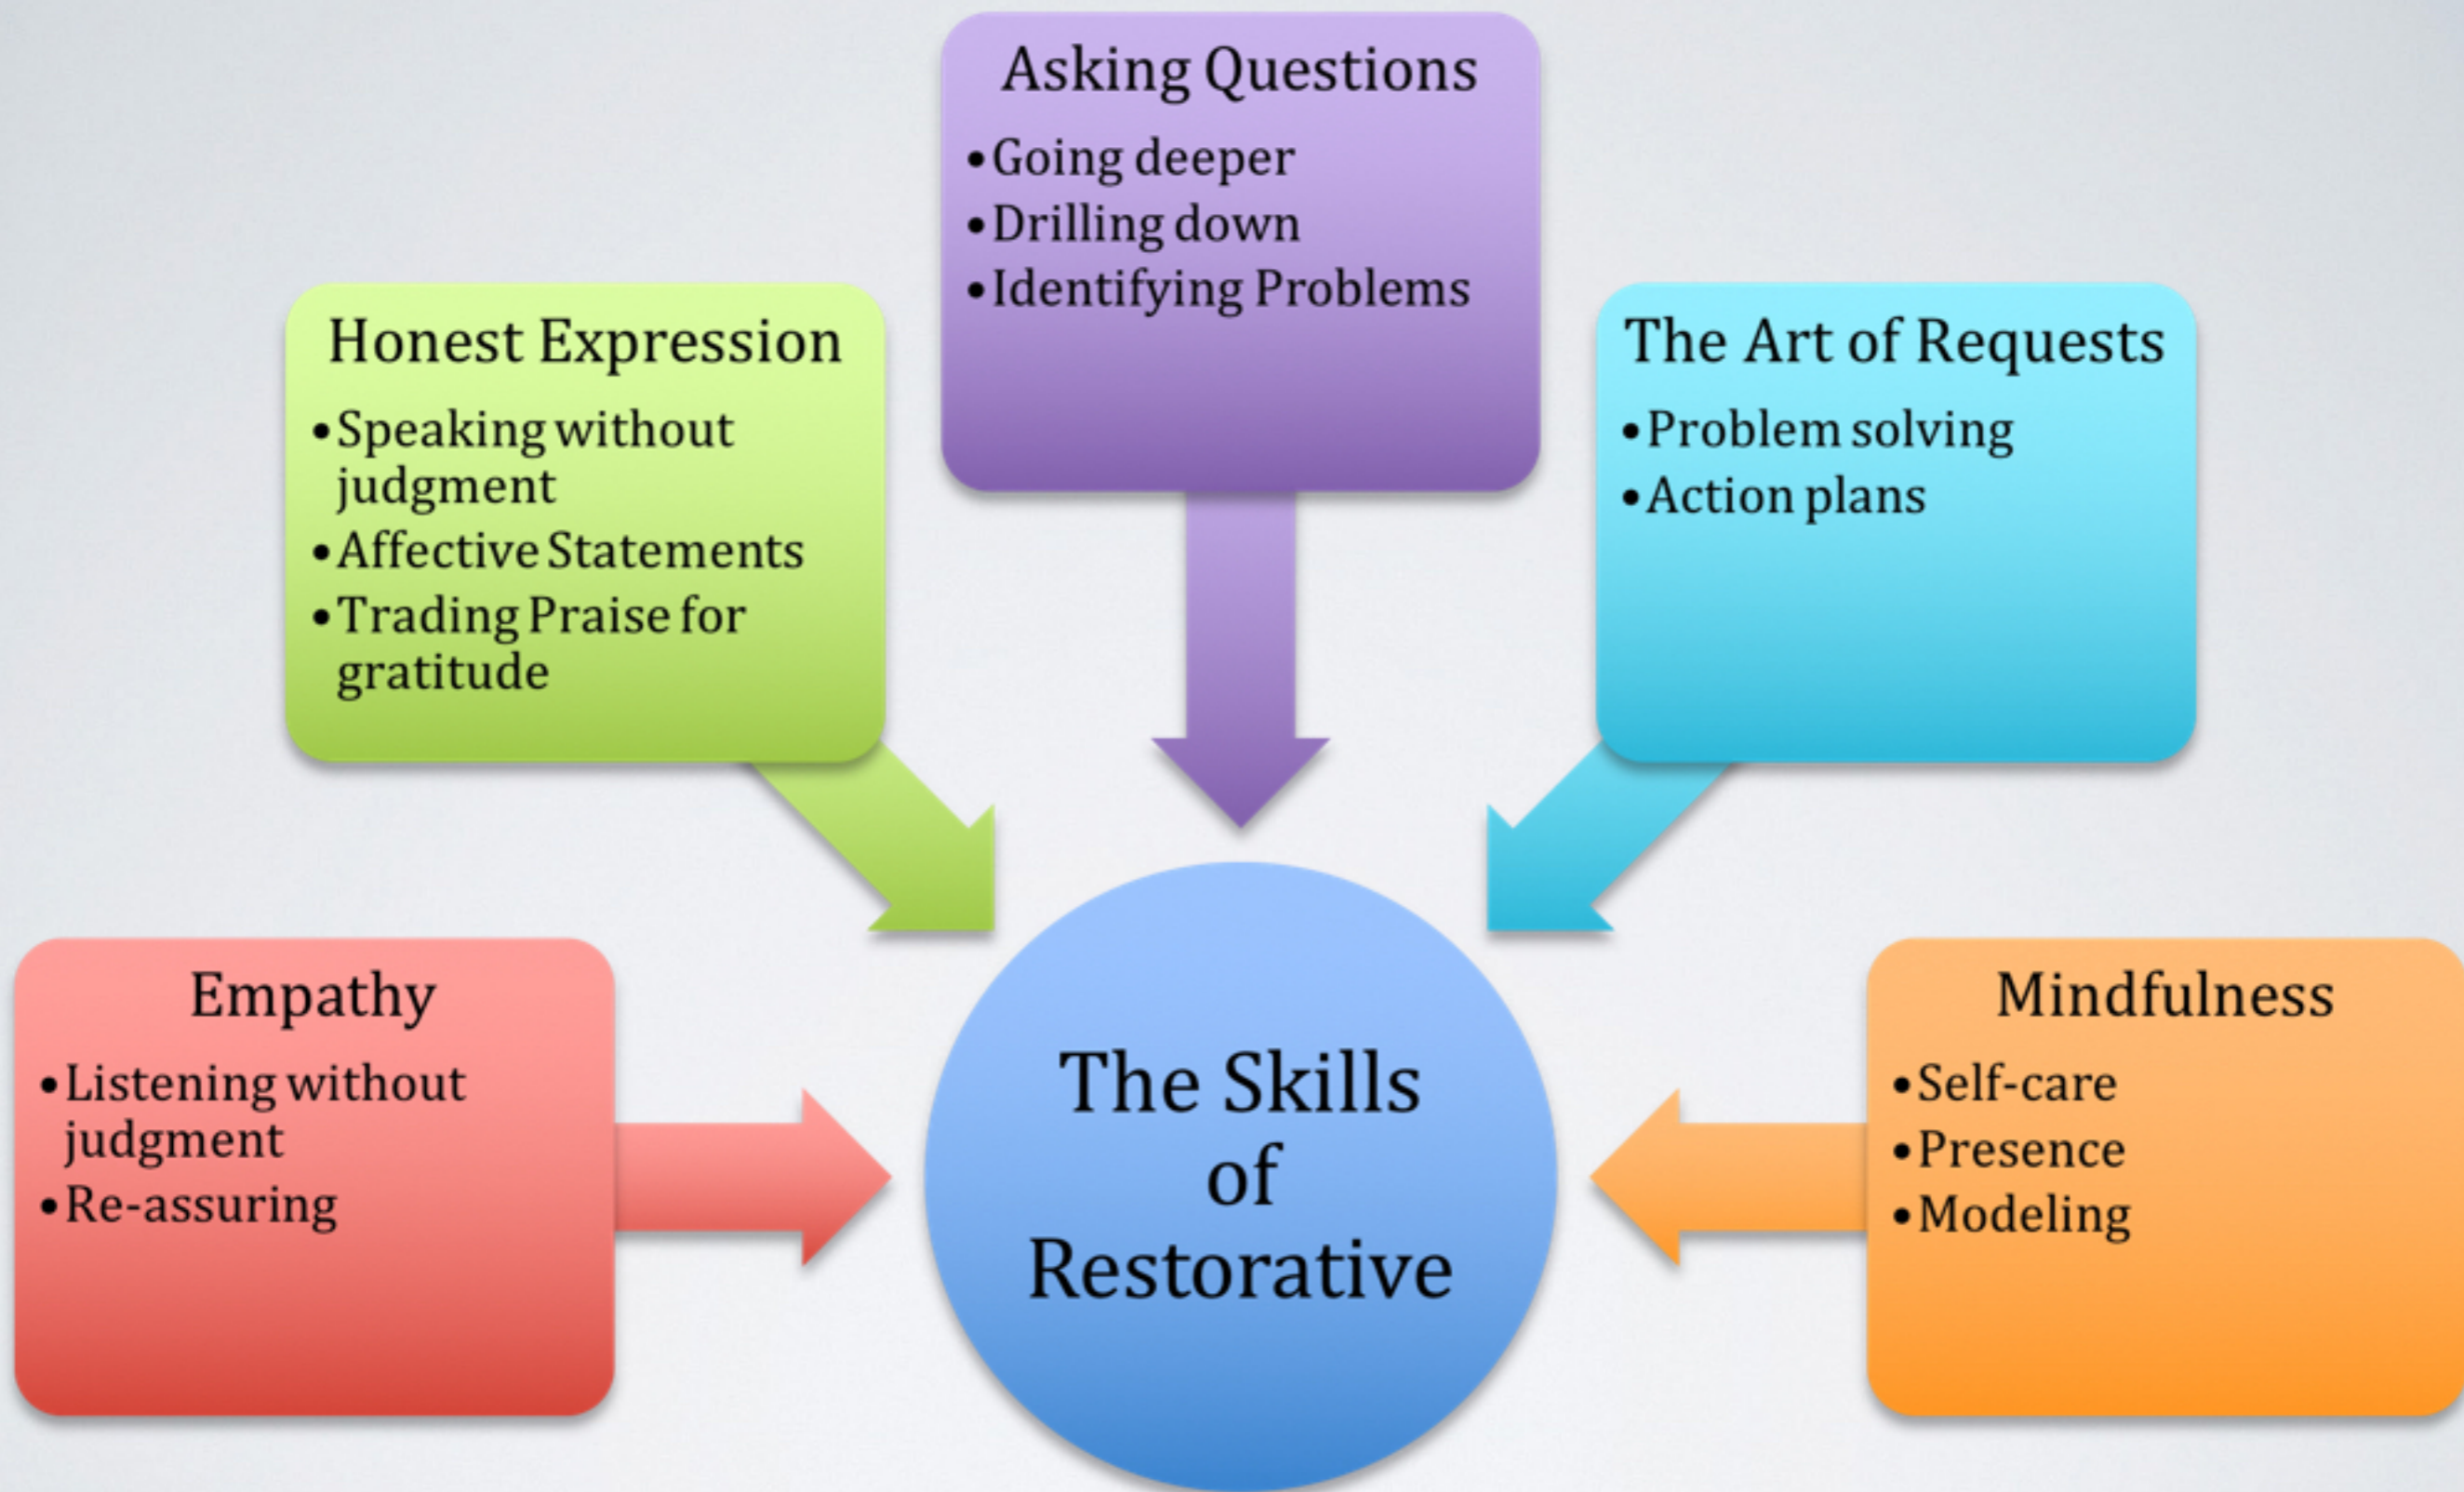 Asking Questions
•Going deeper
•Drilling down
•Identifying Problems
Honest Expression
•Speaking without
judgment
•Affective Statements
•Trading Praise for
gratitude
The Art of Requests
•Problem solving
•Action plans
Empathy
•Listening without
judgment
•Re-assuring
The Skills
of
Restorative
Mindfulness
•Self-care
•Presence
•Modeling